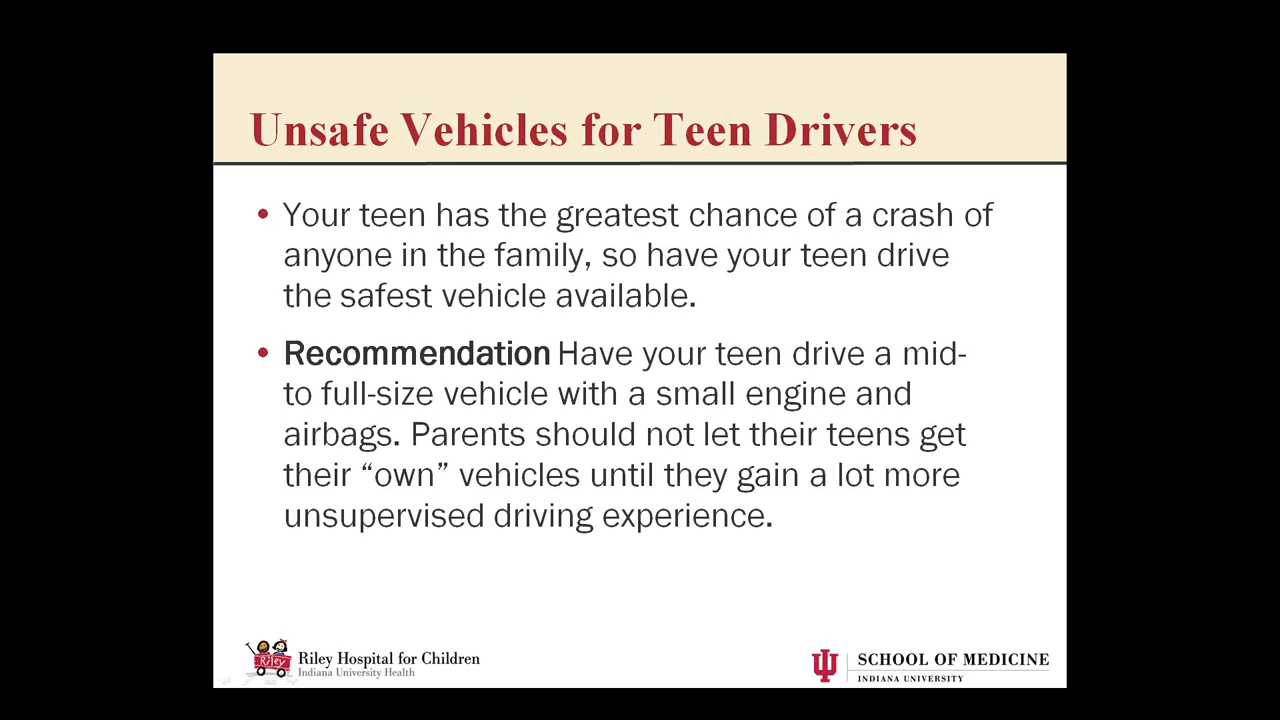 Unsafe Vehicles for Teen Drivers
• Your teen has the greatest chance of a crash of
anyone in the family, so have your teen drive
the safest vehicle available.
• Recommendation Have your teen drive a mid-
to full-size vehicle with a small engine and
airbags. Parents should not let their teens get
their “own” vehicles until they gain a lot more
unsupervised driving experience.
Riley
Riley Hospital for Children
Indiana University Health
SCHOOL OF MEDICINE
INDIANA UNIVERSITY